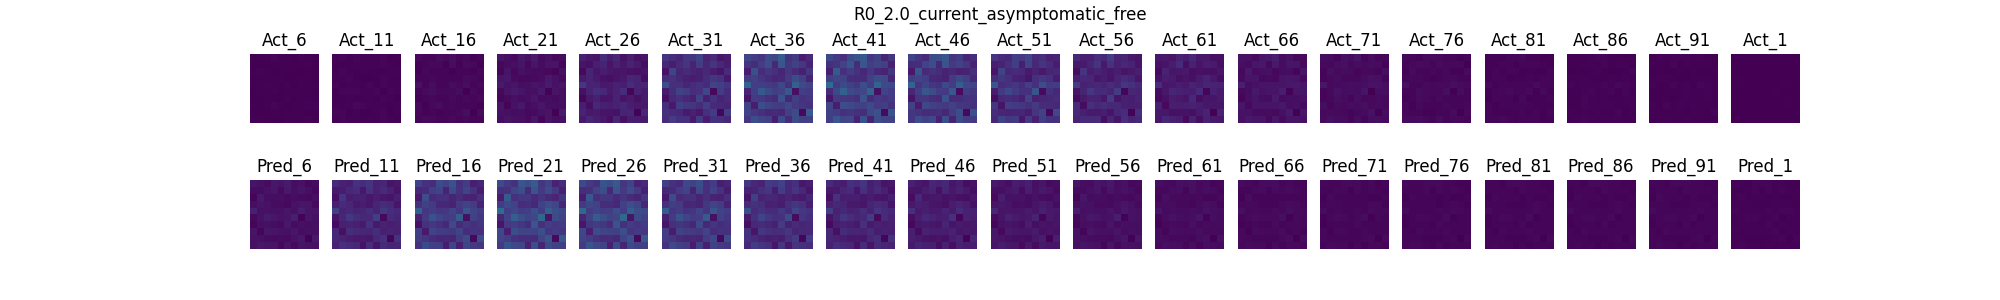 R0_2.0_current_asymptomatic_free
Act_6 Act_11 Act_16 Act_21 Act_26 Act_31 Act_36 Act_41 Act_46 Act_51 Act_56 Act_61 Act_66 Act_71 Act_76 Act_81 Act_86 Act_91 Act_1
Pred_6 Pred_11 Pred_16 Pred_21 Pred_26 Pred_31 Pred_36 Pred_41 Pred_46 Pred_51 Pred_56 Pred_61 Pred_66 Pred_71 Pred_76 Pred_81 Pred_86 Pred_91 Pred_1